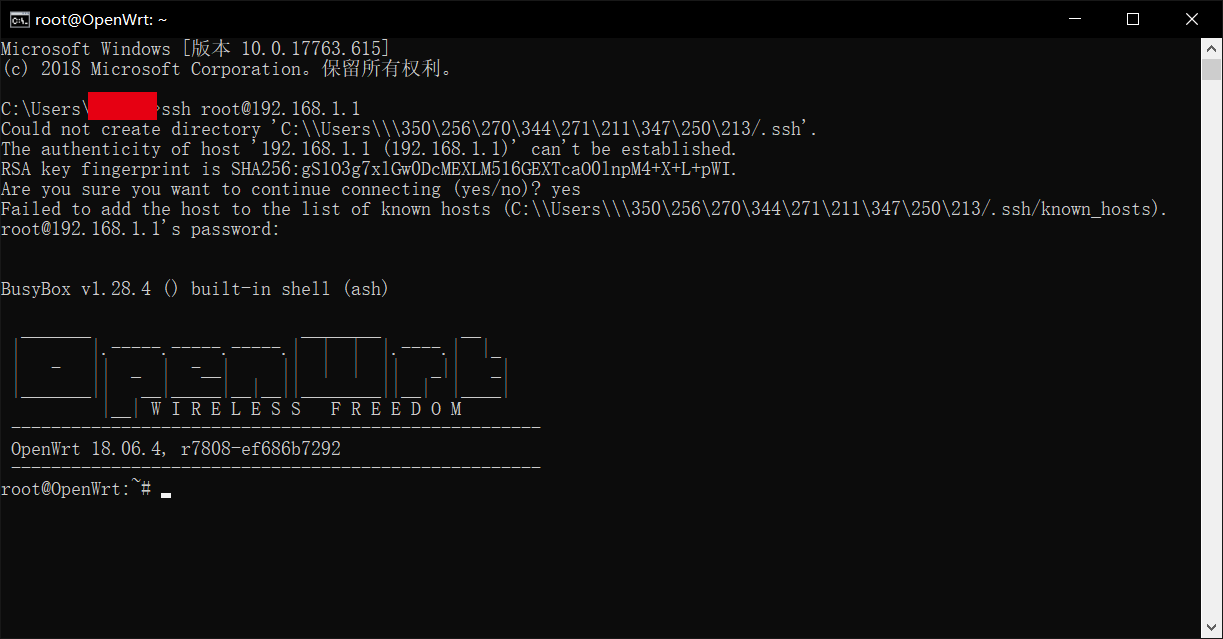 root@OpenWrt: ~
Microsoft Windows [版本 10.0.17763.615]
(c) 2018 Microsoft Corporation。保留所有权利。
C:\Users\ >ssh root@192.168.1.1
Could not create directory 'C:\\Users\\\350\256\270\344\271\211\347\250\213/.ssh'.
The authenticity of host '192.168.1.1 (192.168.1.1)' can't be established.
RSA key fingerprint is SHA256:gSlO3g7xlGw0DcMEXLM516GEXTcaO0lnpM4+X+L+pWI.
Are you sure you want to continue connecting (yes/no)? yes
Failed to add the host to the list of known hosts (C:\\Users\\\350\256\270\344\271\211\347\250\213/.ssh/known_hosts).
root@192.168.1.1's password:
BusyBox v1.28.4 () built-in shell (ash)
OpenWrt
W I R E L E S S   F R E E D O M
OpenWrt 18.06.4, r7808-ef686b7292
root@OpenWrt:~#